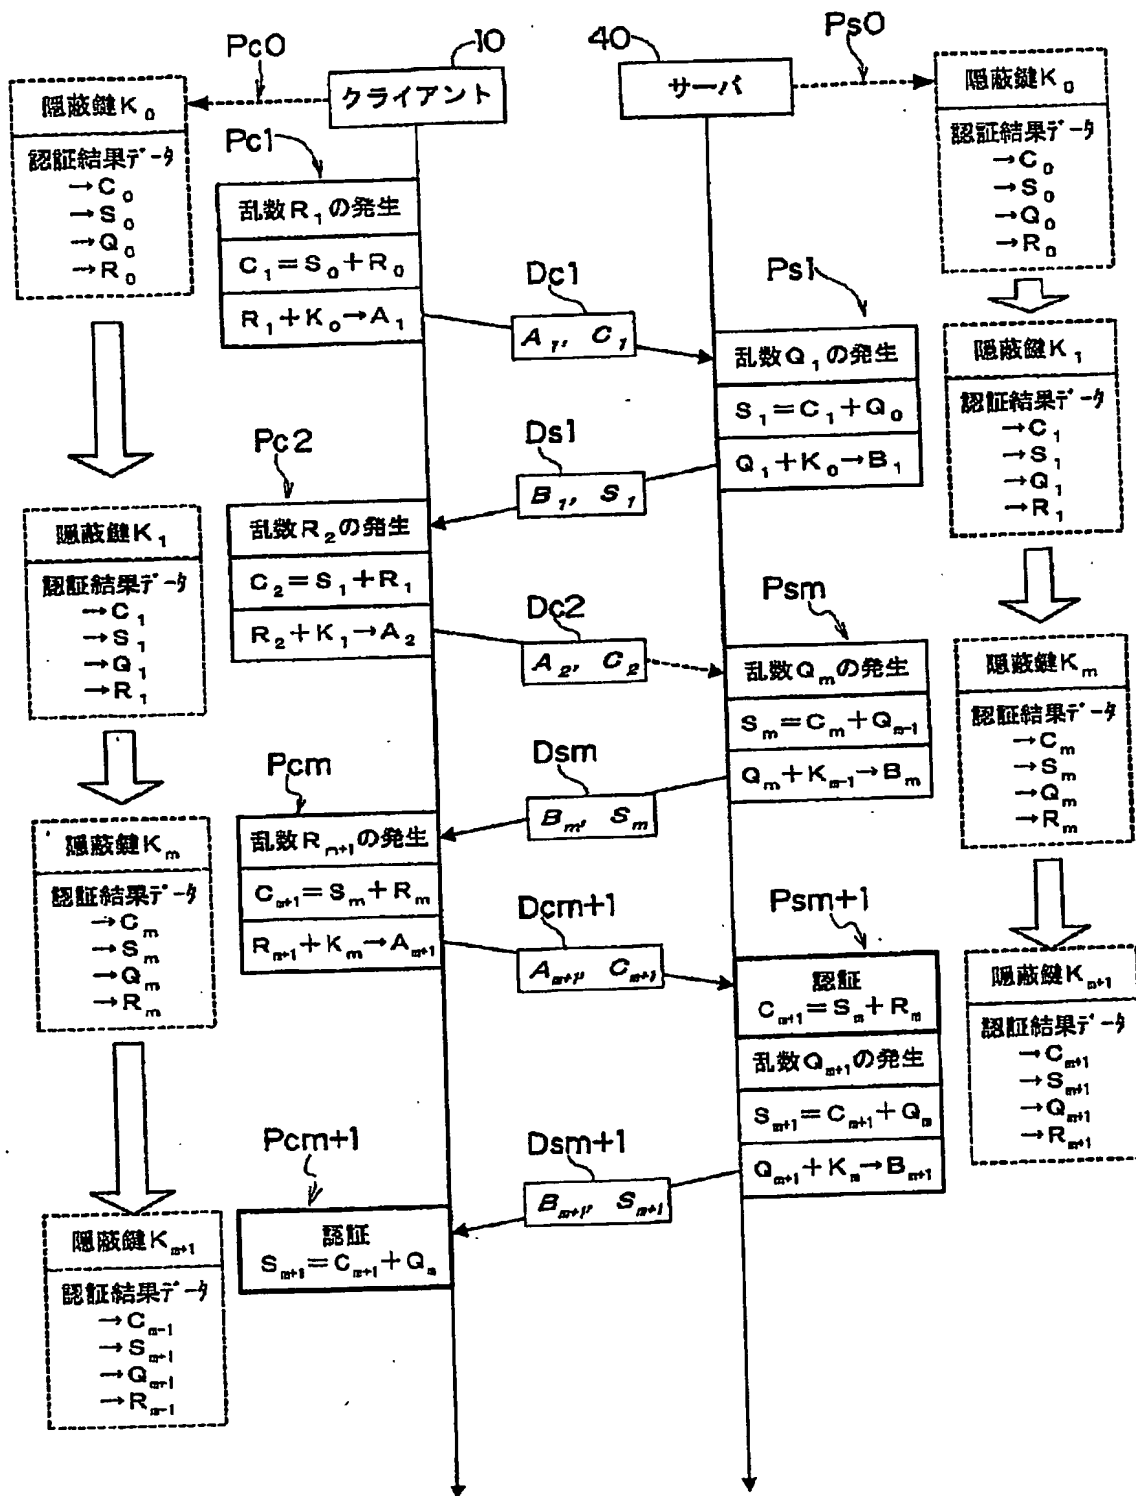 Pc0
10
40
Ps0
クライアント
サーバ
隠蔽鍵K₀
認証結果データ
→C₀
→S₀
→Q₀
→R₀
隠蔽鍵K₀
認証結果データ
→C₀
→S₀
→Q₀
→R₀
Pc1
乱数R₁の発生
C₁=S₀+R₀
R₁+K₀→A₁
Dc1
A₁, C₁
Ps1
乱数Q₁の発生
S₁=C₁+Q₀
Q₁+K₀→B₁
隠蔽鍵K₁
認証結果データ
→C₁
→S₁
→Q₁
→R₁
Ds1
B₁, S₁
Pc2
乱数R₂の発生
C₂=S₁+R₁
R₂+K₁→A₂
隠蔽鍵K₁
認証結果データ
→C₁
→S₁
→Q₁
→R₁
Dc2
A₂, C₂
Psm
乱数Qₘの発生
Sₘ=Cₘ+Qₘ₋₁
Qₘ+Kₘ₋₁→Bₘ
隠蔽鍵Kₘ
認証結果データ
→Cₘ
→Sₘ
→Qₘ
→Rₘ
Dsm
Bₘ, Sₘ
Pcm
乱数Rₘ₊₁の発生
Cₘ₊₁=Sₘ+Rₘ
Rₘ₊₁+Kₘ→Aₘ₊₁
隠蔽鍵Kₘ
認証結果データ
→Cₘ
→Sₘ
→Qₘ
→Rₘ
Dcm+1
Aₘ₊₁, Cₘ₊₁
Psm+1
認証
Cₘ₊₁=Sₘ+Rₘ
乱数Qₘ₊₁の発生
Sₘ₊₁=Cₘ₊₁+Qₘ
Qₘ₊₁+Kₘ→Bₘ₊₁
隠蔽鍵Kₘ₊₁
認証結果データ
→Cₘ₊₁
→Sₘ₊₁
→Qₘ₊₁
→Rₘ₊₁
Dsm+1
Bₘ₊₁, Sₘ₊₁
Pcm+1
認証
Sₘ₊₁=Cₘ₊₁+Qₘ
隠蔽鍵Kₘ₊₁
認証結果データ
→Cₘ₋₁
→Sₘ₊₁
→Qₘ₊₁
→Rₘ₋₁